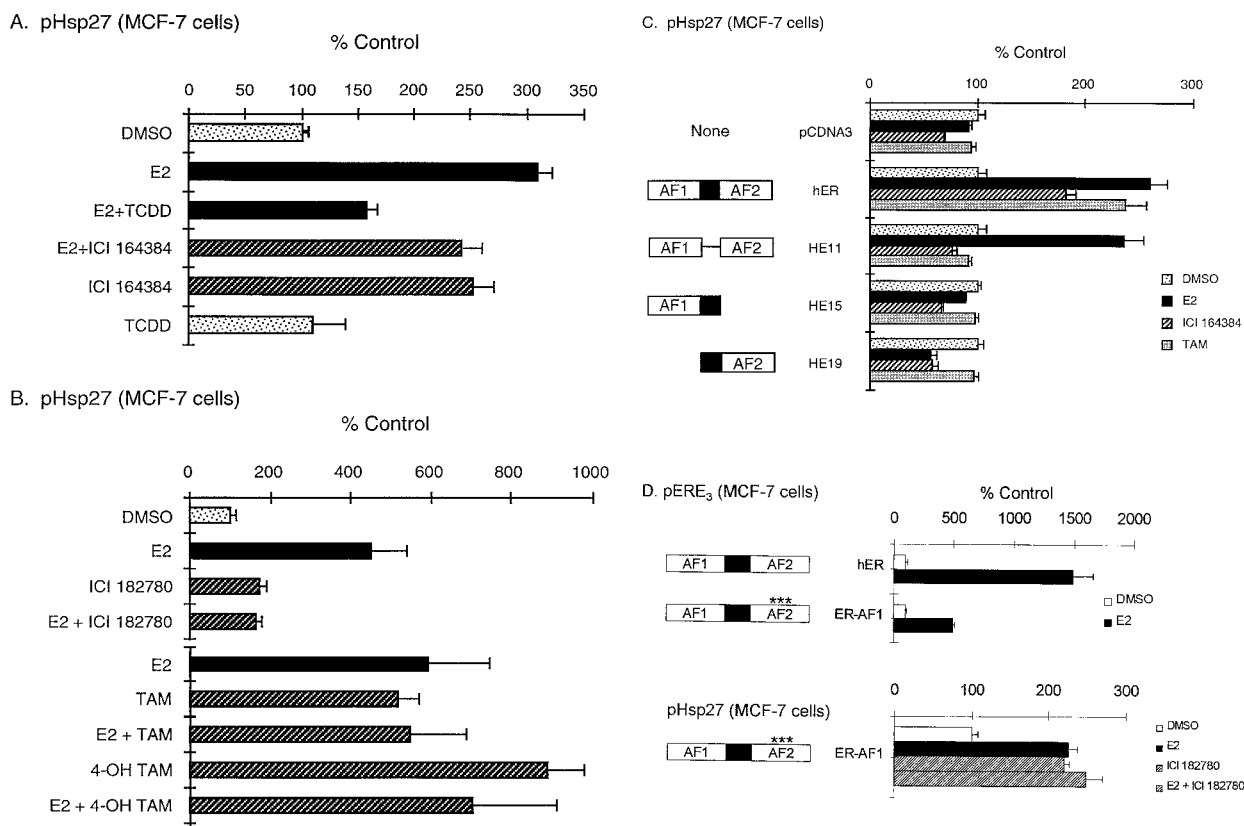 A. pHsp27 (MCF-7 cells)
% Control
0 50 100 150 200 250 300 350
DMSO
E2
E2+TCDD
E2+ICI 164384
ICI 164384
TCDD
B. pHsp27 (MCF-7 cells)
% Control
0 200 400 600 800 1000
DMSO
E2
ICI 182780
E2 + ICI 182780
E2
TAM
E2 + TAM
4-OH TAM
E2 + 4-OH TAM
C. pHsp27 (MCF-7 cells)
% Control
0 100 200 300
None pCDNA3
AF1 AF2 hER
AF1 AF2 HE11
AF1 HE15
AF2 HE19
DMSO
E2
ICI 164384
TAM
D. pERE3 (MCF-7 cells)
% Control
0 500 1000 1500 2000
AF1 AF2 hER
***
AF1 AF2 ER-AF1
DMSO
E2
0 100 200 300
pHsp27 (MCF-7 cells)
***
AF1 AF2 ER-AF1
DMSO
E2
ICI 182780
E2 + ICI 182780